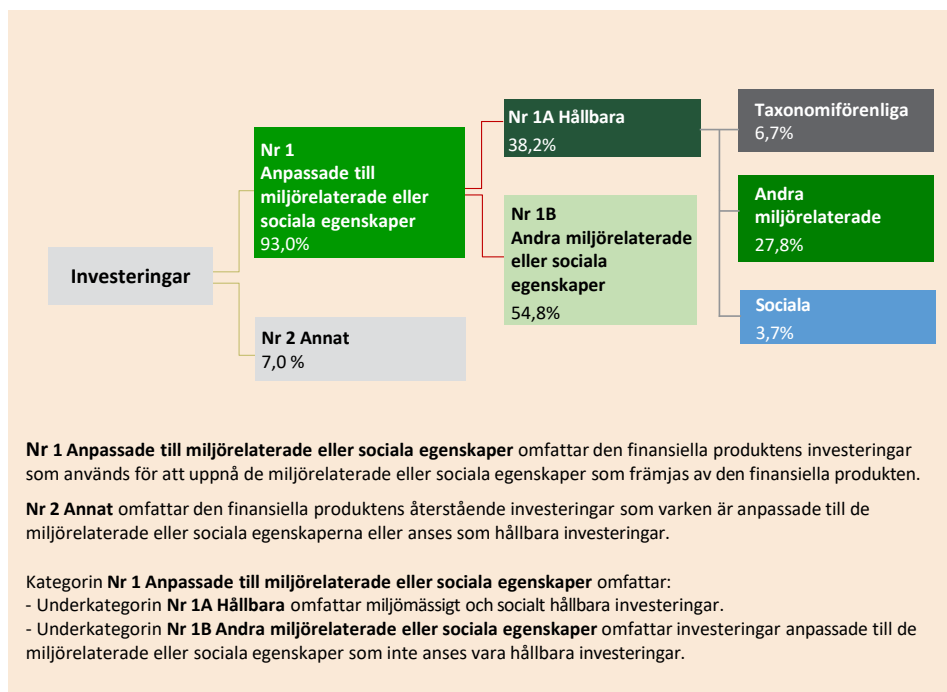 Investeringar
Nr 1
Anpassade till
miljörelaterade eller
sociala egenskaper
93,0%
Nr 2 Annat
7,0 %
Nr 1A Hållbara
38,2%
Nr 1B
Andra miljörelaterade
eller sociala
egenskaper
54,8%
Taxonomiförenliga
6,7%
Andra
miljörelaterade
27,8%
Sociala
3,7%
Nr 1 Anpassade till miljörelaterade eller sociala egenskaper omfattar den finansiella produktens investeringar
som används för att uppnå de miljörelaterade eller sociala egenskaper som främjas av den finansiella produkten.
Nr 2 Annat omfattar den finansiella produktens återstående investeringar som varken är anpassade till de
miljörelaterade eller sociala egenskaperna eller anses som hållbara investeringar.
Kategorin Nr 1 Anpassade till miljörelaterade eller sociala egenskaper omfattar:
- Underkategorin Nr 1A Hållbara omfattar miljömässigt och socialt hållbara investeringar.
- Underkategorin Nr 1B Andra miljörelaterade eller sociala egenskaper omfattar investeringar anpassade till de
miljörelaterade eller sociala egenskaper som inte anses vara hållbara investeringar.